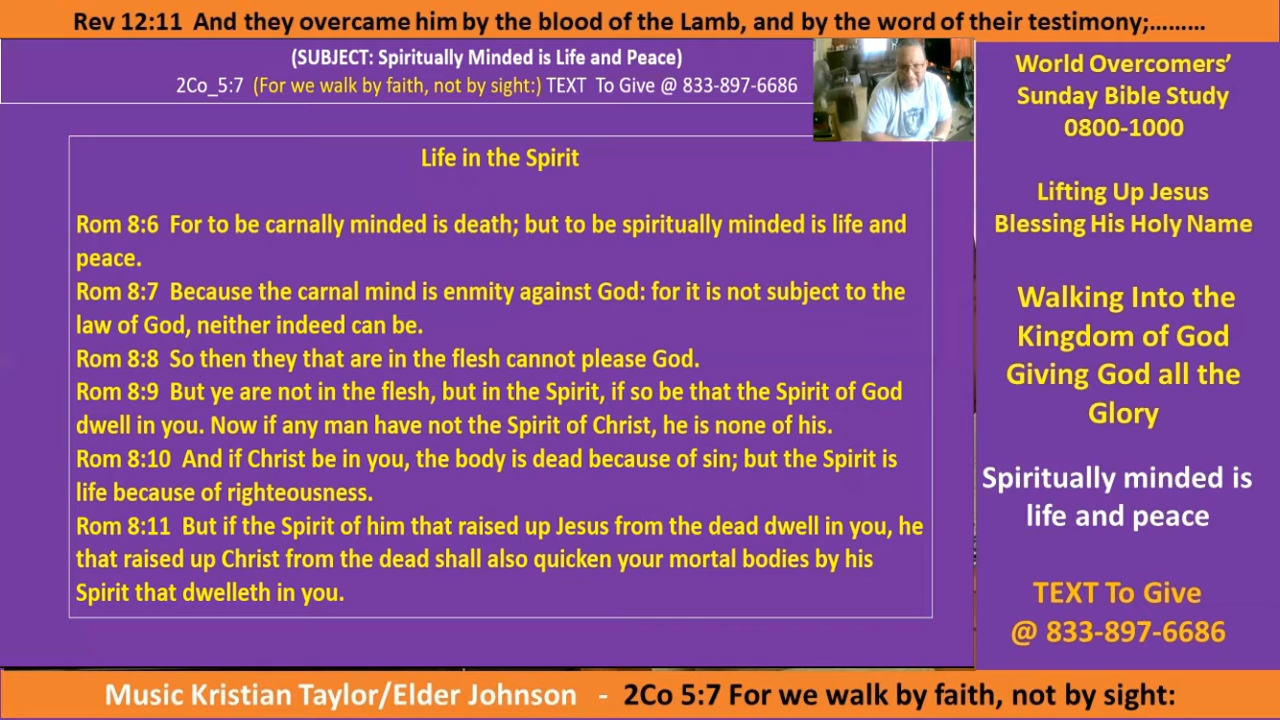 Rev 12:11 And they overcame him by the blood of the Lamb, and by the word of their testimony;.........
(SUBJECT: Spiritually Minded is Life and Peace)
2Co_5:7 (For we walk by faith, not by sight:) TEXT To Give @ 833-897-6686
Life in the Spirit
Rom 8:6 For to be carnally minded is death; but to be spiritually minded is life and
peace.
Rom 8:7 Because the carnal mind is enmity against God: for it is not subject to the
law of God, neither indeed can be.
Rom 8:8 So then they that are in the flesh cannot please God.
Rom 8:9 But ye are not in the flesh, but in the Spirit, if so be that the Spirit of God
dwell in you. Now if any man have not the Spirit of Christ, he is none of his.
Rom 8:10 And if Christ be in you, the body is dead because of sin; but the Spirit is
life because of righteousness.
Rom 8:11 But if the Spirit of him that raised up Jesus from the dead dwell in you, he
that raised up Christ from the dead shall also quicken your mortal bodies by his
Spirit that dwelleth in you.
World Overcomers'
Sunday Bible Study
0800-1000
Lifting Up Jesus
Blessing His Holy Name
Walking Into the
Kingdom of God
Giving God all the
Glory
Spiritually minded is
life and peace
TEXT To Give
@ 833-897-6686
Music Kristian Taylor/Elder Johnson - 2Co 5:7 For we walk by faith, not by sight: